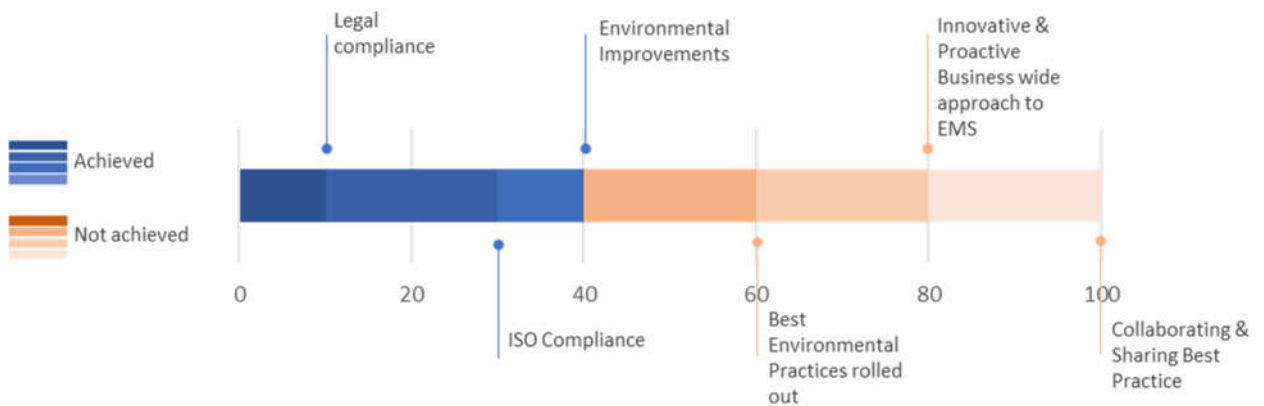 Legal
compliance
Environmental
Improvements
Innovative &
Proactive
Business wide
approach to
EMS
Achieved
Not achieved
0
20
40
60
80
100
ISO Compliance
Best
Environmental
Practices rolled
out
Collaborating &
Sharing Best
Practice